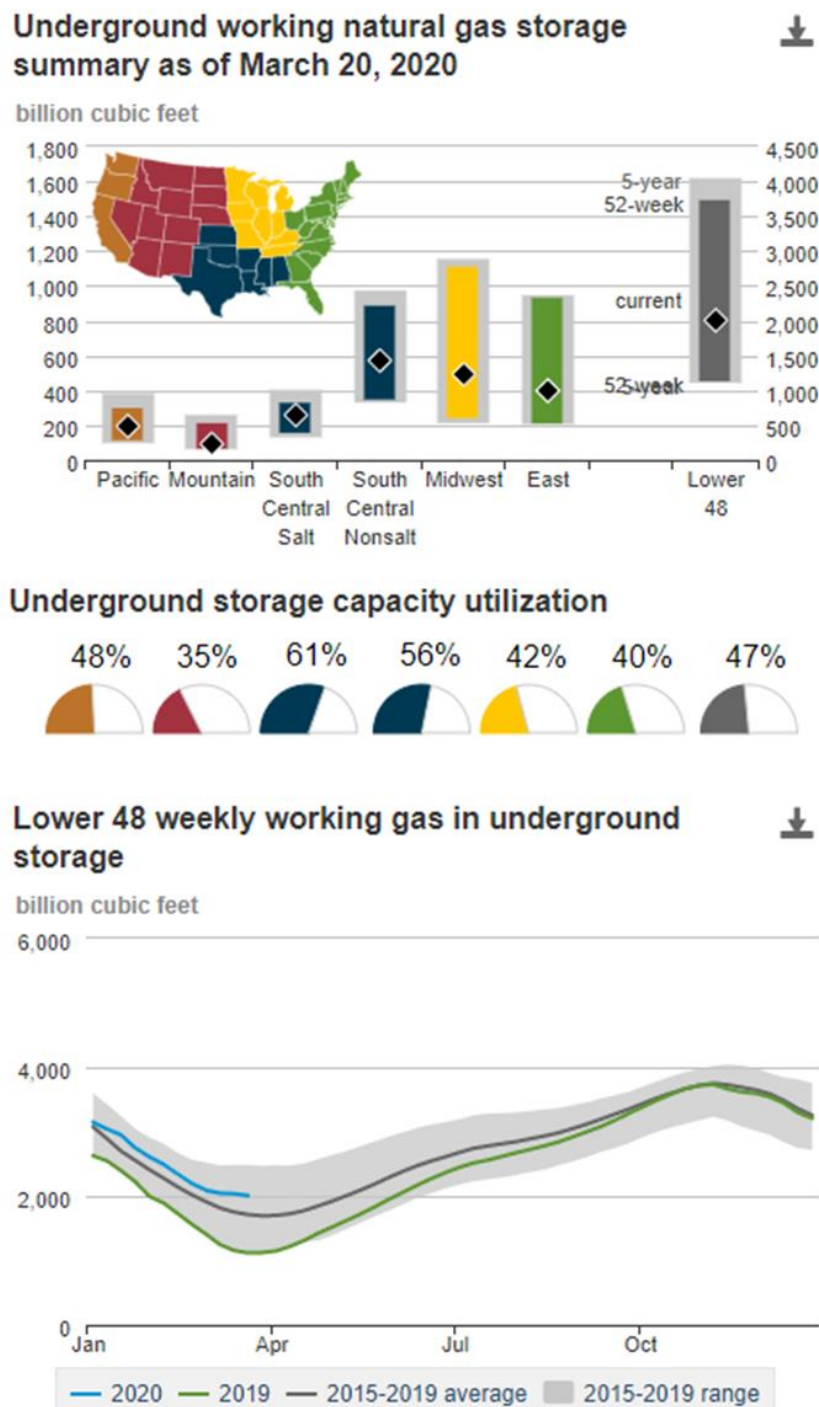 Underground working natural gas storage
summary as of March 20, 2020
billion cubic feet
1,800
1,600
1,400
1,200
1,000
800
600
400
200
0
4,500
4,000
3,500
3,000
2,500
2,000
1,500
1,000
500
0
5-year
52-week
current
52-week
5-year
Pacific Mountain South South Midwest East Lower
Central Central 48
Salt Nonsalt
Underground storage capacity utilization
48% 35% 61% 56% 42% 40% 47%
Lower 48 weekly working gas in underground
storage
billion cubic feet
6,000
4,000
2,000
0
Jan Apr Jul Oct
2020 2019 2015-2019 average 2015-2019 range